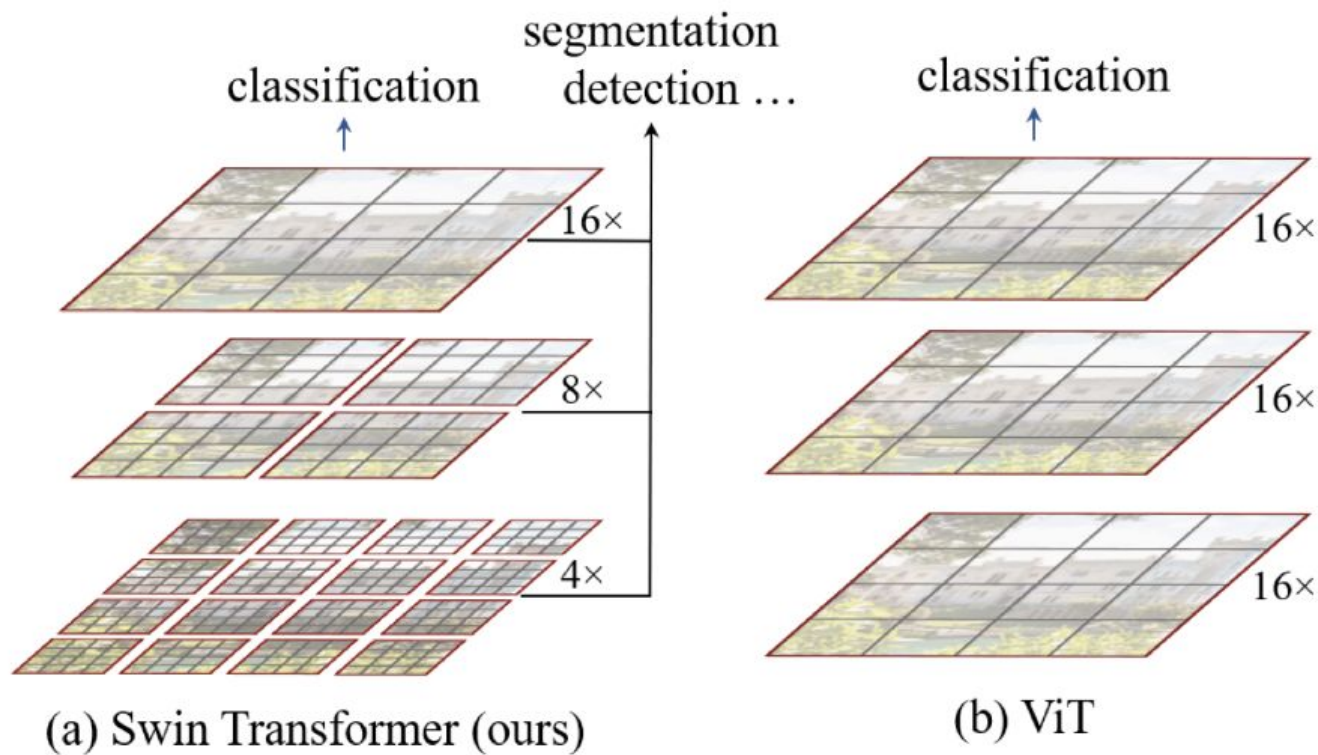 segmentation
classification
detection …
16×
8×
4×
(a) Swin Transformer (ours)
classification
16×
16×
16×
(b) ViT